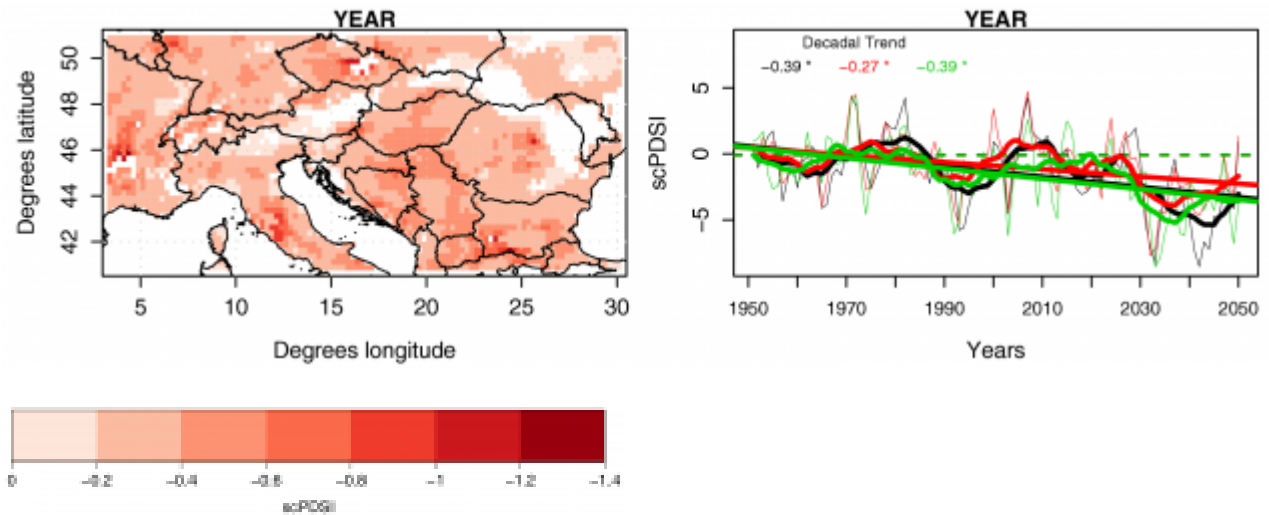 YEAR
Degrees latitude
50
48
46
44
42
5
10
15
20
25
30
Degrees longitude
YEAR
Decadal Trend
−0.39 * −0.27 * −0.39 *
scPDSI
5
0
−5
1950
1970
1990
2010
2030
2050
Years
0 −0.2 −0.4 −0.6 −0.8 −1 −1.2 −1.4
scPDSII